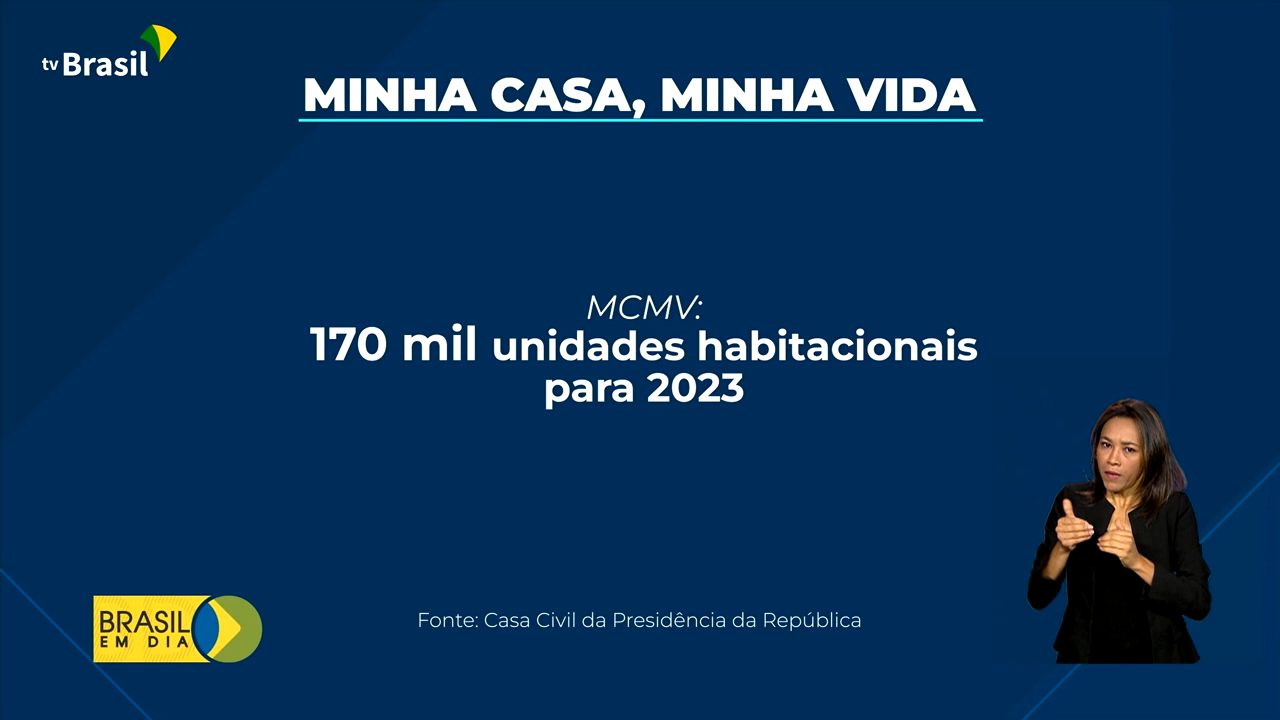 tv Brasil
MINHA CASA, MINHA VIDA
MCMV:
170 mil unidades habitacionais
para 2023
BRASIL
EM DIA
Fonte: Casa Civil da Presidência da República